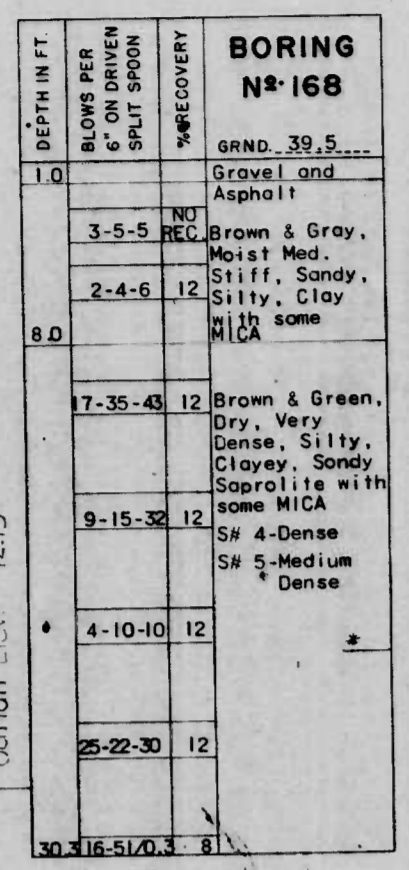 DEPTH IN FT.
BLOWS PER
6" ON DRIVEN
SPLIT SPOON
% RECOVERY
BORING
Nº 168
GRND. 39.5
1.0
Gravel and
Asphalt
3-5-5
NO
REC.
Brown & Gray,
Moist Med.
Stiff, Sandy,
2-4-6 12
Silty, Clay
with some
MICA
8.0
17-35-43 12
Brown & Green,
Dry, Very
Dense, Silty,
Clayey, Sondy
Saprolite with
some MICA
9-15-32 12
S# 4-Dense
S# 5-Medium
Dense
4-10-10 12
*
25-22-30 12
30.3 16-51/0.3 8